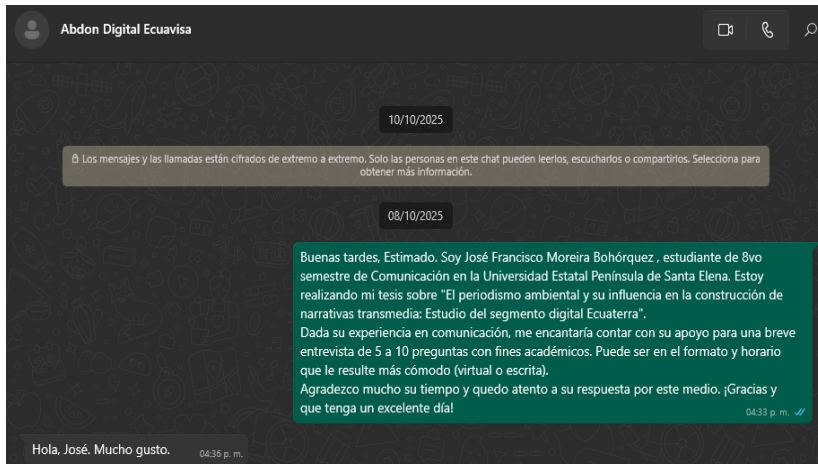 Abdon Digital Ecuavisa
10/10/2025
Los mensajes y las llamadas están cifrados de extremo a extremo. Solo las personas en este chat pueden leerlos, escucharlos o compartirlos. Selecciona para
obtener más información.
08/10/2025
Buenas tardes, Estimado. Soy José Francisco Moreira Bohórquez , estudiante de 8vo
semestre de Comunicación en la Universidad Estatal Península de Santa Elena. Estoy
realizando mi tesis sobre "El periodismo ambiental y su influencia en la construcción de
narrativas transmedia: Estudio del segmento digital Ecuaterra".
Dada su experiencia en comunicación, me encantaría contar con su apoyo para una breve
entrevista de 5 a 10 preguntas con fines académicos. Puede ser en el formato y horario
que le resulte más cómodo (virtual o escrita).
Agradezco mucho su tiempo y quedo atento a su respuesta por este medio. ¡Gracias y
que tenga un excelente día!
04:33 p. m.
Hola, José. Mucho gusto.
04:36 p. m.